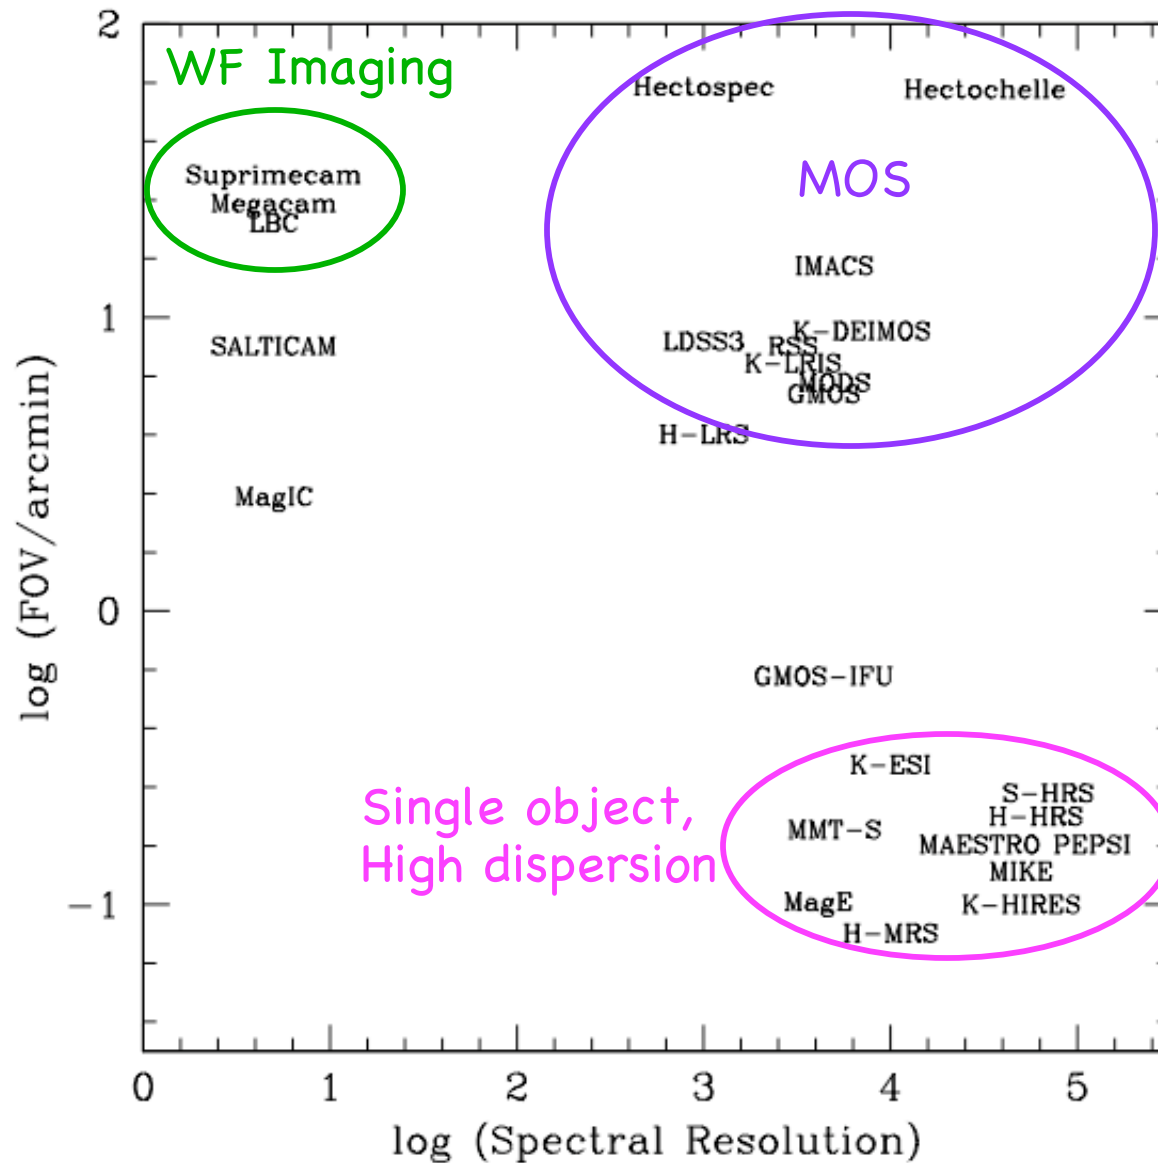 2
WF Imaging
Hectospec
Hectochelle
Suprimecam
MOS
Megacam
LBC
IMACS
1
K-DEIMOS
LDSS3
RSS
SALTICAM
K-LRIS
MODS
GMOS
H-LRS
MagIC
log (FOV/arcmin)
0
GMOS-IFU
K-ESI
Single object,
High dispersion
S-HRS
H-HRS
MMT-S
MAESTRO PEPSI
MIKE
-1
MagE
K-HIRES
H-MRS
0 1 2 3 4 5
log (Spectral Resolution)